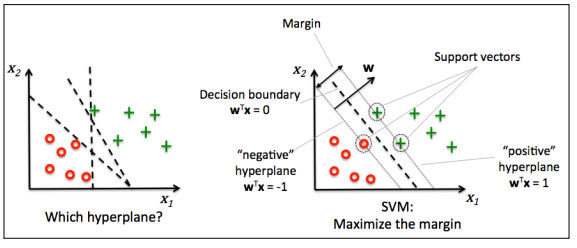 x₂
x₁
Which hyperplane?
Margin
x₂
w
Support vectors
Decision boundary
wᵀx = 0
“negative”
hyperplane
wᵀx = -1
“positive”
hyperplane
wᵀx = 1
x₁
SVM:
Maximize the margin